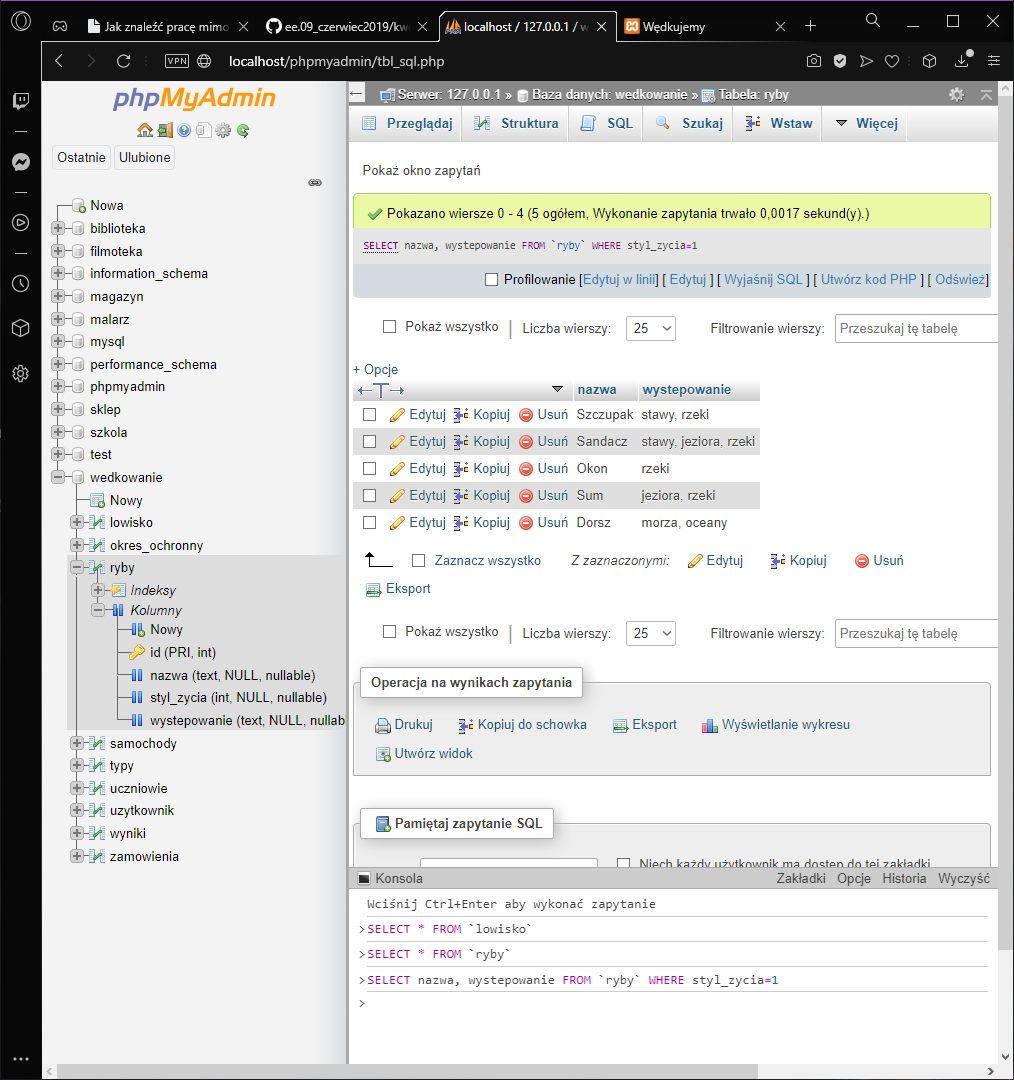 Jak znaleźć pracę mimo
ee.09_czerwiec2019/kwe
localhost / 127.0.0.1 / w
Wędkujemy
VPN
localhost/phpmyadmin/tbl_sql.php
phpMyAdmin
Ostatnie
Ulubione
Nowa
biblioteka
filmoteka
information_schema
magazyn
malarz
mysql
performance_schema
phpmyadmin
sklep
szkola
test
wedkowanie
Nowy
lowisko
okres_ochronny
ryby
Indeksy
Kolumny
Nowy
id (PRI, int)
nazwa (text, NULL, nullable)
styl_zycia (int, NULL, nullable)
wystepowanie (text, NULL, nullab
samochody
typy
uczniowie
uzytkownik
wyniki
zamowienia
Serwer: 127.0.0.1 » Baza danych: wedkowanie » Tabela: ryby
Przeglądaj
Struktura
SQL
Szukaj
Wstaw
Więcej
Pokaż okno zapytań
Pokazano wiersze 0 - 4 (5 ogółem, Wykonanie zapytania trwało 0,0017 sekund(y).)
SELECT nazwa, wystepowanie FROM `ryby` WHERE styl_zycia=1
Profilowanie [Edytuj w linii] [ Edytuj ] [ Wyjaśnij SQL ] [ Utwórz kod PHP ] [ Odśwież]
Pokaż wszystko | Liczba wierszy: 25 Filtrowanie wierszy: Przeszukaj tę tabelę
+ Opcje
←T→ nazwa wystepowanie
Edytuj Kopiuj Usuń Szczupak stawy, rzeki
Edytuj Kopiuj Usuń Sandacz stawy, jeziora, rzeki
Edytuj Kopiuj Usuń Okon rzeki
Edytuj Kopiuj Usuń Sum jeziora, rzeki
Edytuj Kopiuj Usuń Dorsz morza, oceany
Zaznacz wszystko Z zaznaczonymi: Edytuj Kopiuj Usuń
Eksport
Pokaż wszystko | Liczba wierszy: 25 Filtrowanie wierszy: Przeszukaj tę tabelę
Operacja na wynikach zapytania
Drukuj Kopiuj do schowka Eksport Wyświetlanie wykresu
Utwórz widok
Pamiętaj zapytanie SQL
Niech każdy użytkownik ma dostęp do tej zakładki
Konsola
Zakładki Opcje Historia Wyczyść
Wciśnij Ctrl+Enter aby wykonać zapytanie
>SELECT * FROM `lowisko`
>SELECT * FROM `ryby`
>SELECT nazwa, wystepowanie FROM `ryby` WHERE styl_zycia=1
>